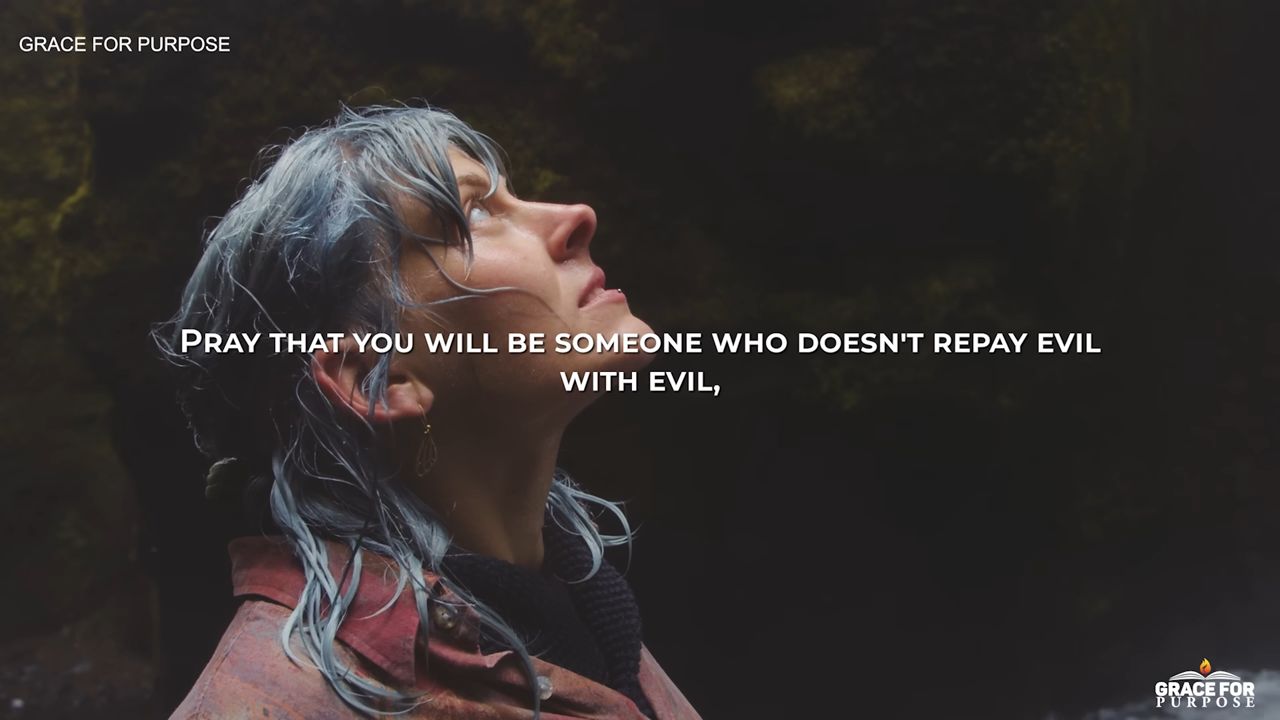 GRACE FOR PURPOSE
Pray that you will be someone who doesn't repay evil
with evil,
GRACE FOR
PURPOSE